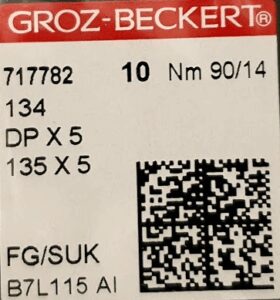 GROZ-BECKERT®
717782 10 Nm 90/14
134
DP X 5
135 X 5
FG/SUK
B7L115 AI